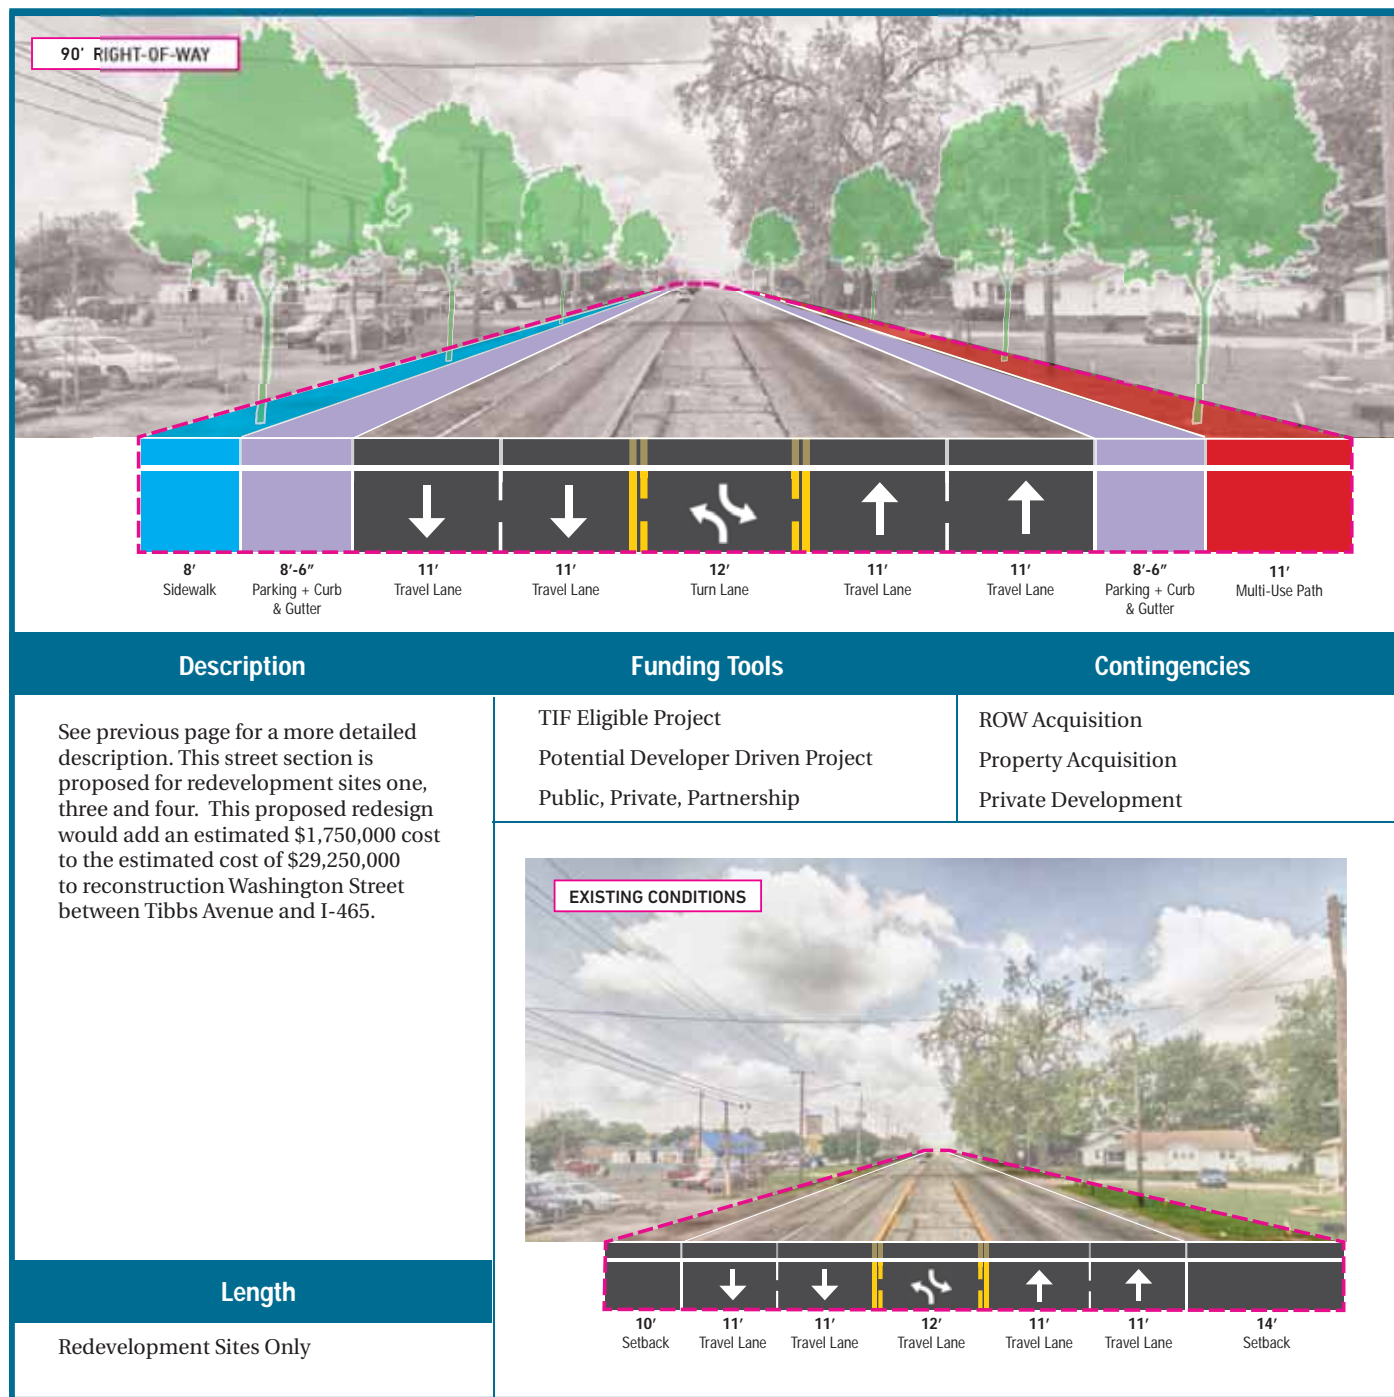 90' RIGHT-OF-WAY
8'
Sidewalk
8'-6"
Parking + Curb
& Gutter
11'
Travel Lane
11'
Travel Lane
12'
Turn Lane
11'
Travel Lane
11'
Travel Lane
8'-6"
Parking + Curb
& Gutter
11'
Multi-Use Path
Description
See previous page for a more detailed
description. This street section is
proposed for redevelopment sites one,
three and four.  This proposed redesign
would add an estimated $1,750,000 cost
to the estimated cost of $29,250,000
to reconstruction Washington Street
between Tibbs Avenue and I-465.
Length
Redevelopment Sites Only
Funding Tools
TIF Eligible Project
Potential Developer Driven Project
Public, Private, Partnership
Contingencies
ROW Acquisition
Property Acquisition
Private Development
EXISTING CONDITIONS
10'
Setback
11'
Travel Lane
11'
Travel Lane
12'
Travel Lane
11'
Travel Lane
11'
Travel Lane
14'
Setback